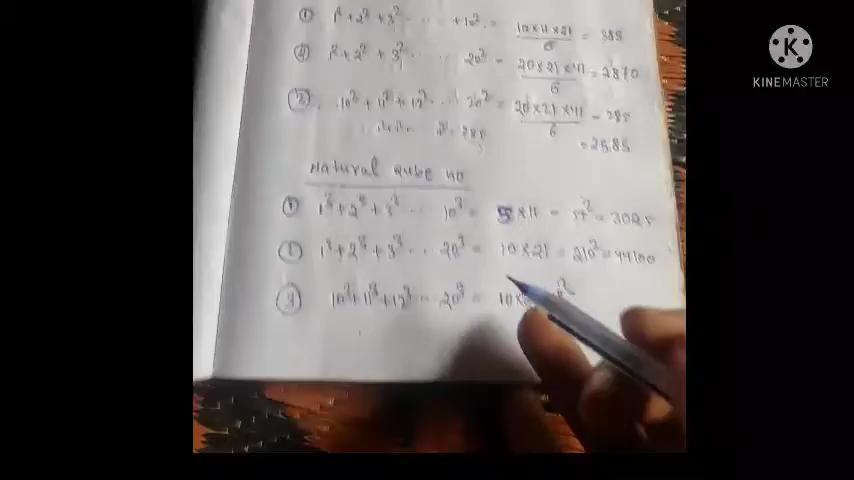 ① 1²+2²+3² ..... +10² = 10×11×21/6 = 385
② 1²+2²+3² ..... 20² = 20×21×41/6 = 2870
③ 10²+11²+12² ..... 20² = 20×21×41/6 - 285
= 2585
Natural qube no
① 1³+2³+3³ .... 10³ = 5×11 = 55² = 3025
② 1³+2³+3³ ... 20³ = 10×21 = 210² = 44100
③ 10³+11³+12³ ... 20³ = 10×
K
KINEMASTER